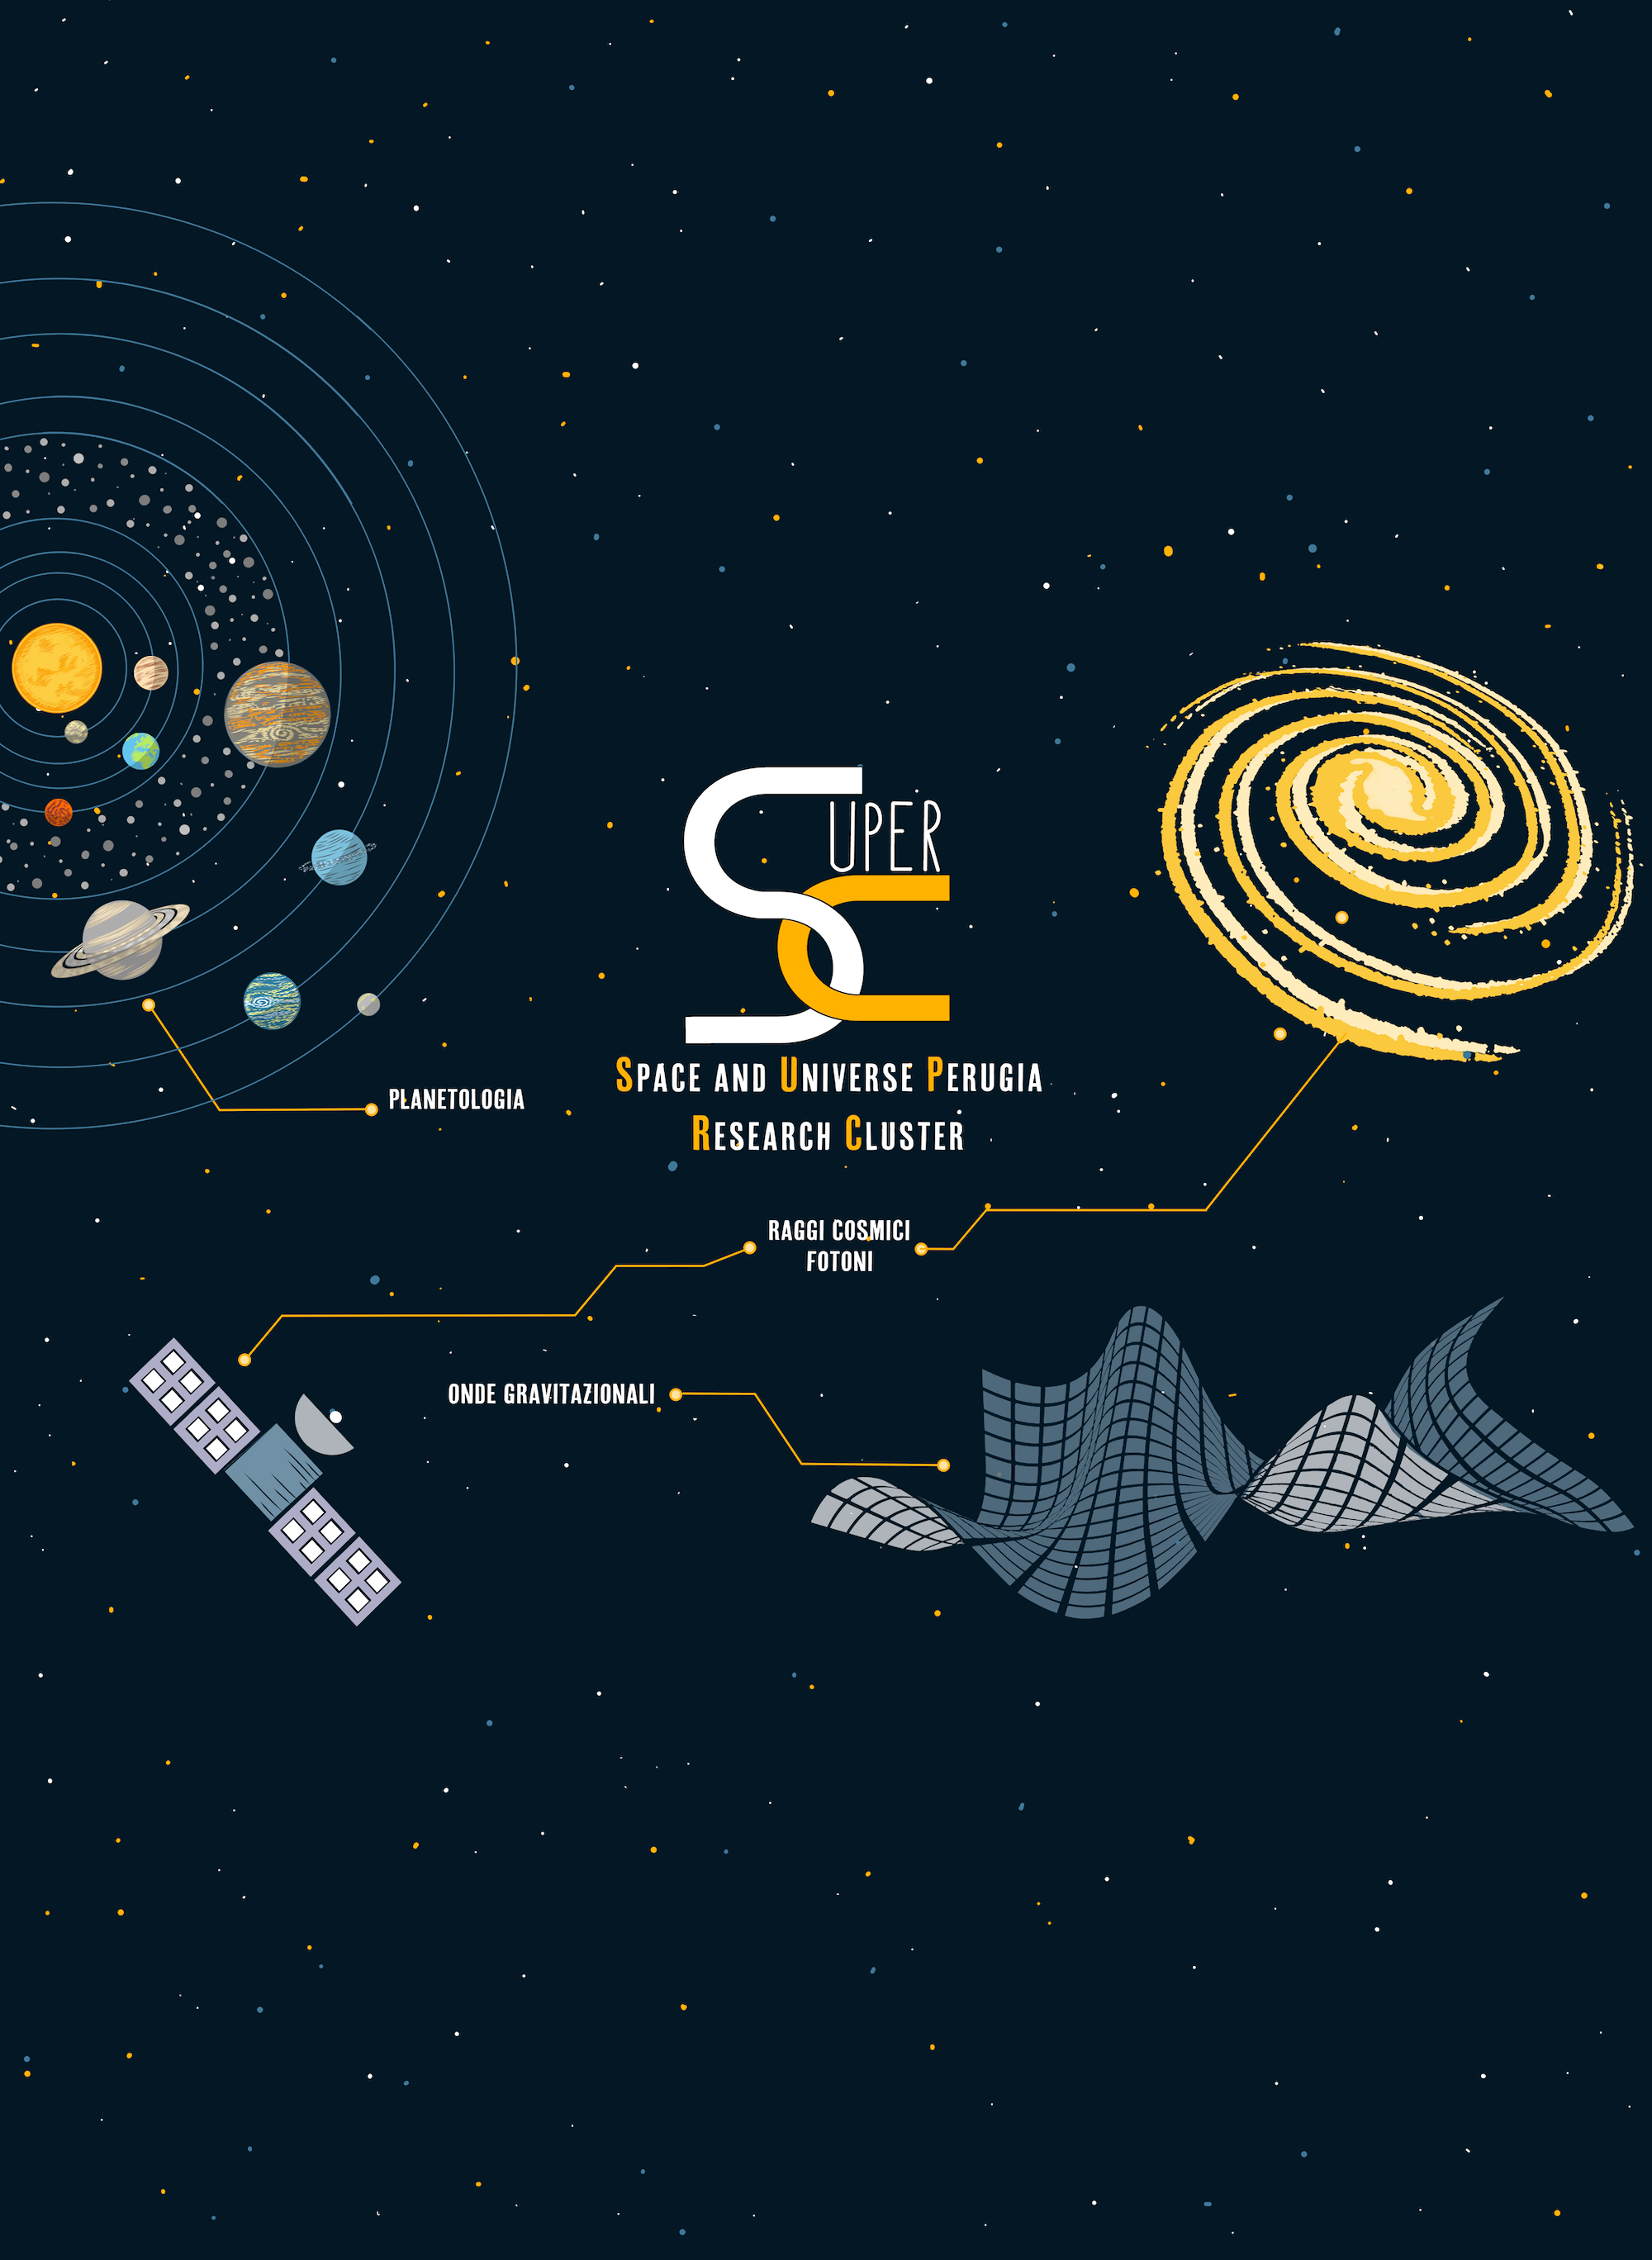 SUPER
C
SPACE AND UNIVERSE PERUGIA
RESEARCH CLUSTER
PLANETOLOGIA
RAGGI COSMICI
FOTONI
ONDE GRAVITAZIONALI